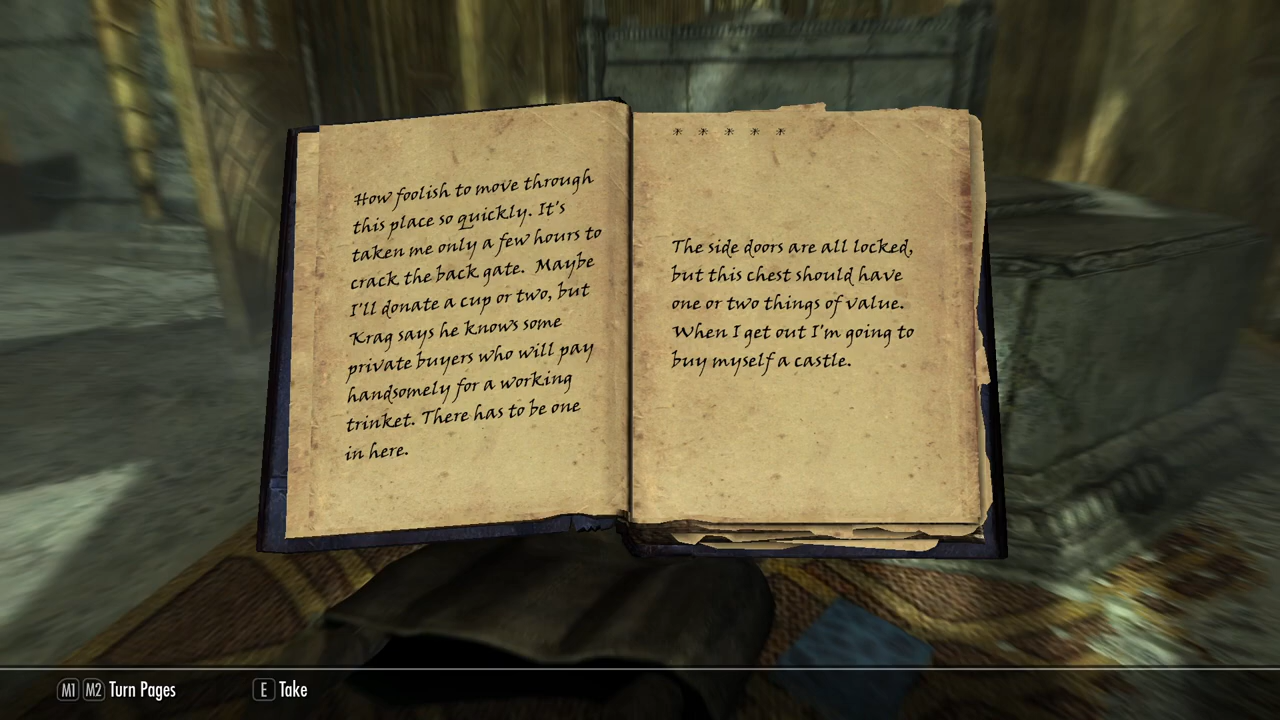 How foolish to move through
this place so quickly. It's
taken me only a few hours to
crack the back gate. Maybe
I'll donate a cup or two, but
Krag says he knows some
private buyers who will pay
handsomely for a working
trinket. There has to be one
in here.
* * * * *
The side doors are all locked,
but this chest should have
one or two things of value.
When I get out I'm going to
buy myself a castle.
M1 M2 Turn Pages
E Take